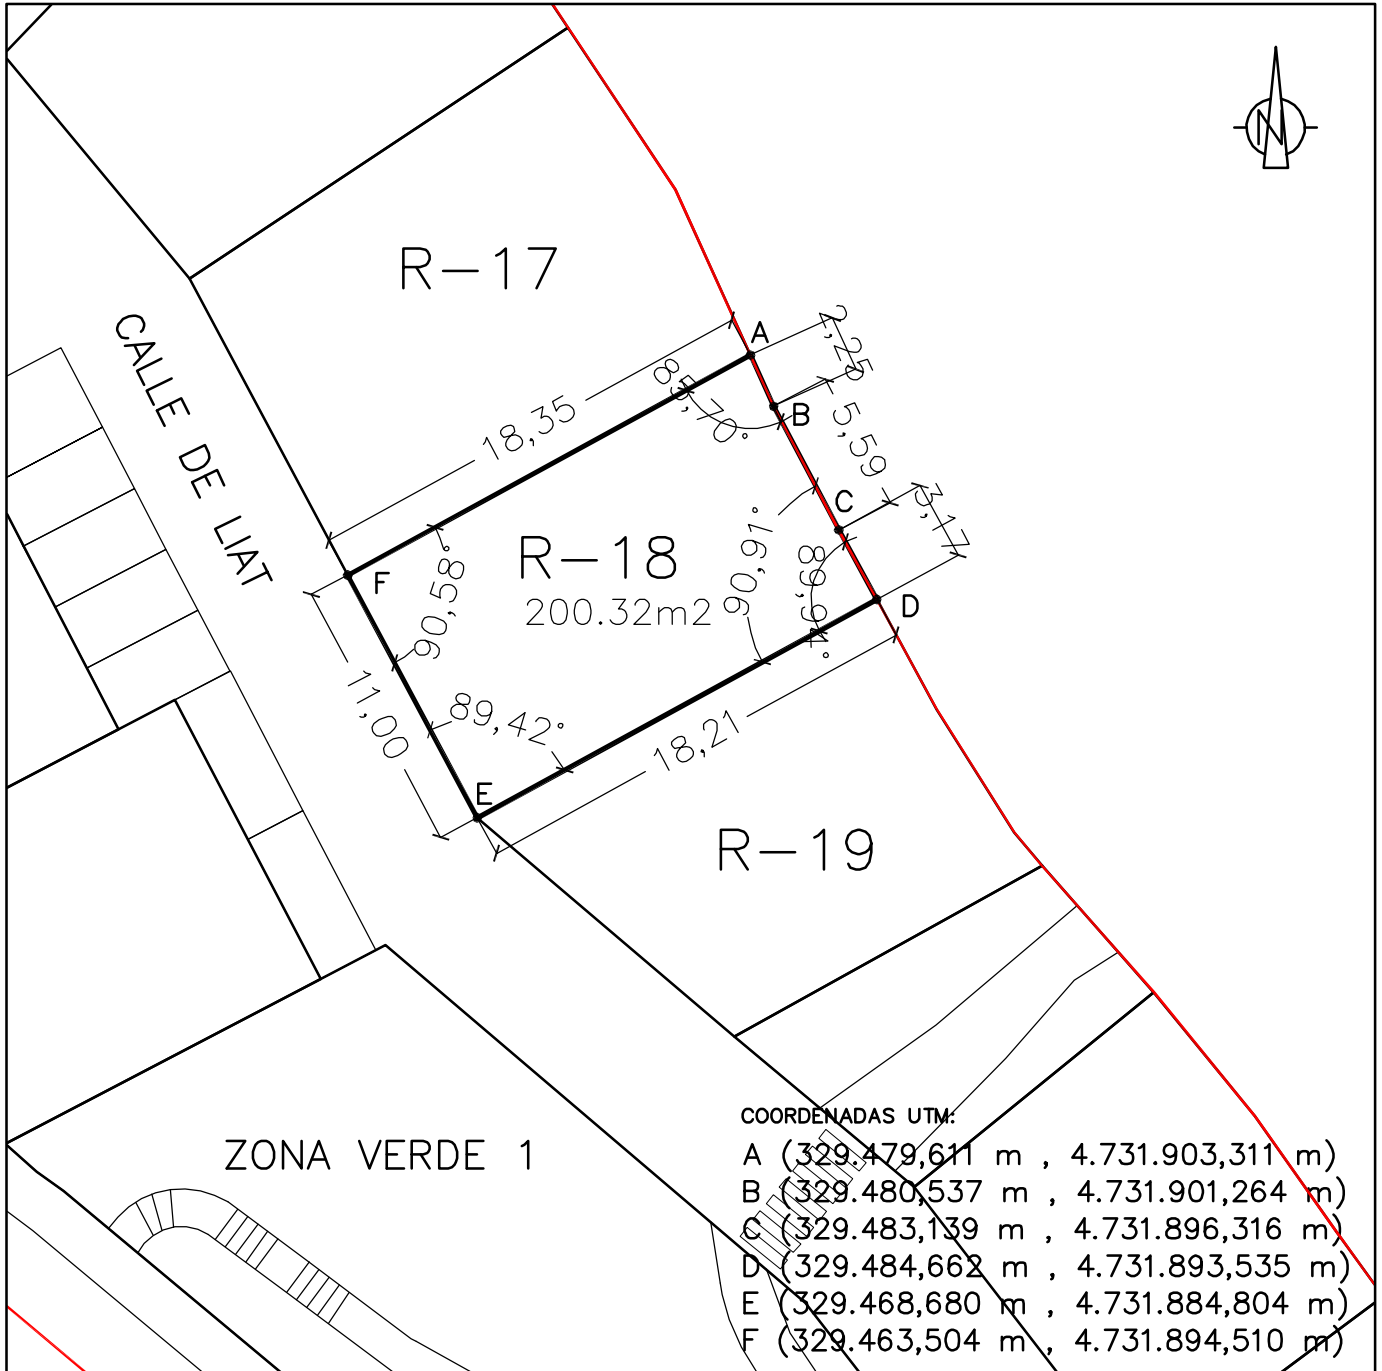 N
R-17
A
2,25
CALLE DE LIAT
18,35
85,70°
B
5,59
C
3,17
R-18
200.32m2
F
90,58°
90,91°
D
11,00
89,42°
18,21
E
R-19
ZONA VERDE 1
COORDENADAS UTM:
A (329.479,611 m , 4.731.903,311 m)
B (329.480,537 m , 4.731.901,264 m)
C (329.483,139 m , 4.731.896,316 m)
D (329.484,662 m , 4.731.893,535 m)
E (329.468,680 m , 4.731.884,804 m)
F (329.463,504 m , 4.731.894,510 m)